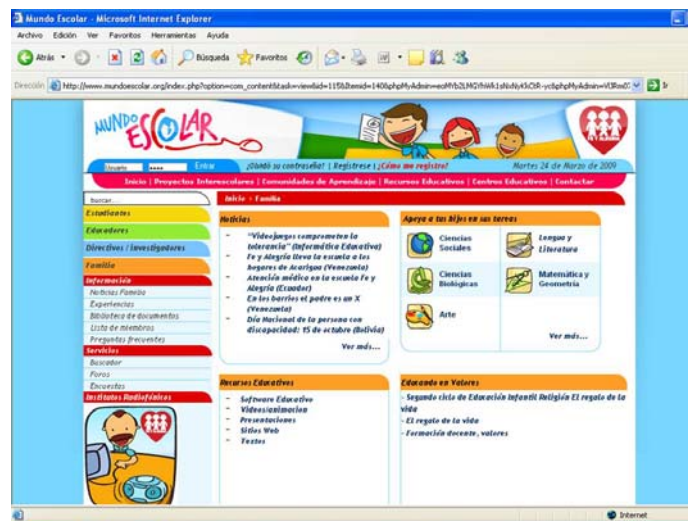 Mundo Escolar - Microsoft Internet Explorer
Archivo Edición Ver Favoritos Herramientas Ayuda
Atrás Búsqueda Favoritos
Dirección Ir
MUNDO ESCOLAR
Usuario Entrar ¿Olvidó su contraseña? | Regístrese | ¿Cómo me registro? Martes 24 de Marzo de 2009
Inicio | Proyectos Interescolares | Comunidades de Aprendizaje | Recursos Educativos | Centros Educativos | Contactar
buscar...
Estudiantes
Educadores
Directivos / Investigadores
Familia
Información
Noticias Familia
Experiencias
Biblioteca de documentos
Lista de miembros
Preguntas frecuentes
Servicios
Buscador
Foros
Encuestas
Institutos Radiofónicos
Inicio > Familia
Noticias
- "Videojuegos comprometen la
tolerancia" (Informática Educativa)
- Fe y Alegría lleva la escuela a los
hogares de Acarigua (Venezuela)
- Atención médica en la escuela Fe y
Alegría (Ecuador)
- En los barrios el padre es un X
(Venezuela)
- Día Nacional de la persona con
discapacidad: 15 de octubre (Bolivia)
Ver más...
Apoya a tus hijos en sus
tareas
Ciencias
Sociales
Lengua y
Literatura
Ciencias
Biológicas
Matemática y
Geometría
Arte
Ver más...
Recursos Educativos
- Software Educativo
- Videos/animacion
- Presentaciones
- Sitios Web
- Textos
Educando en Valores
- Segundo ciclo de Educación Infantil Religión El regalo de la
vida
- El regalo de la vida
- Formación docente, valores
Internet